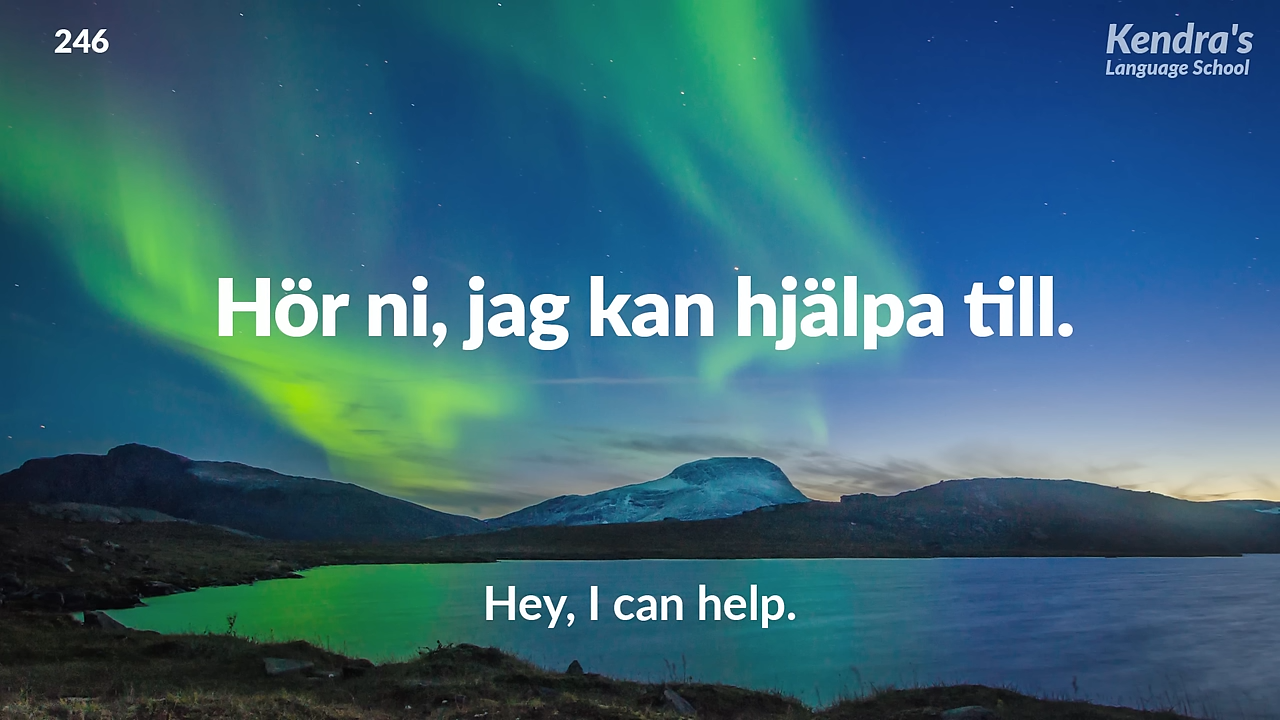 246
Kendra's
Language School
Hör ni, jag kan hjälpa till.
Hey, I can help.